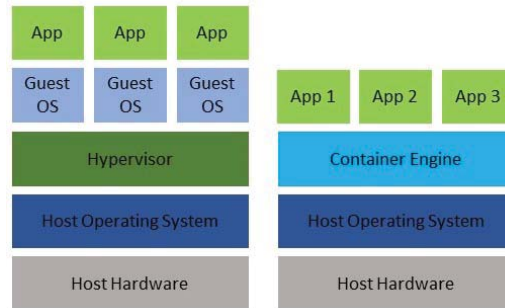 App App App
Guest OS Guest OS Guest OS
App 1 App 2 App 3
Hypervisor Container Engine
Host Operating System Host Operating System
Host Hardware Host Hardware